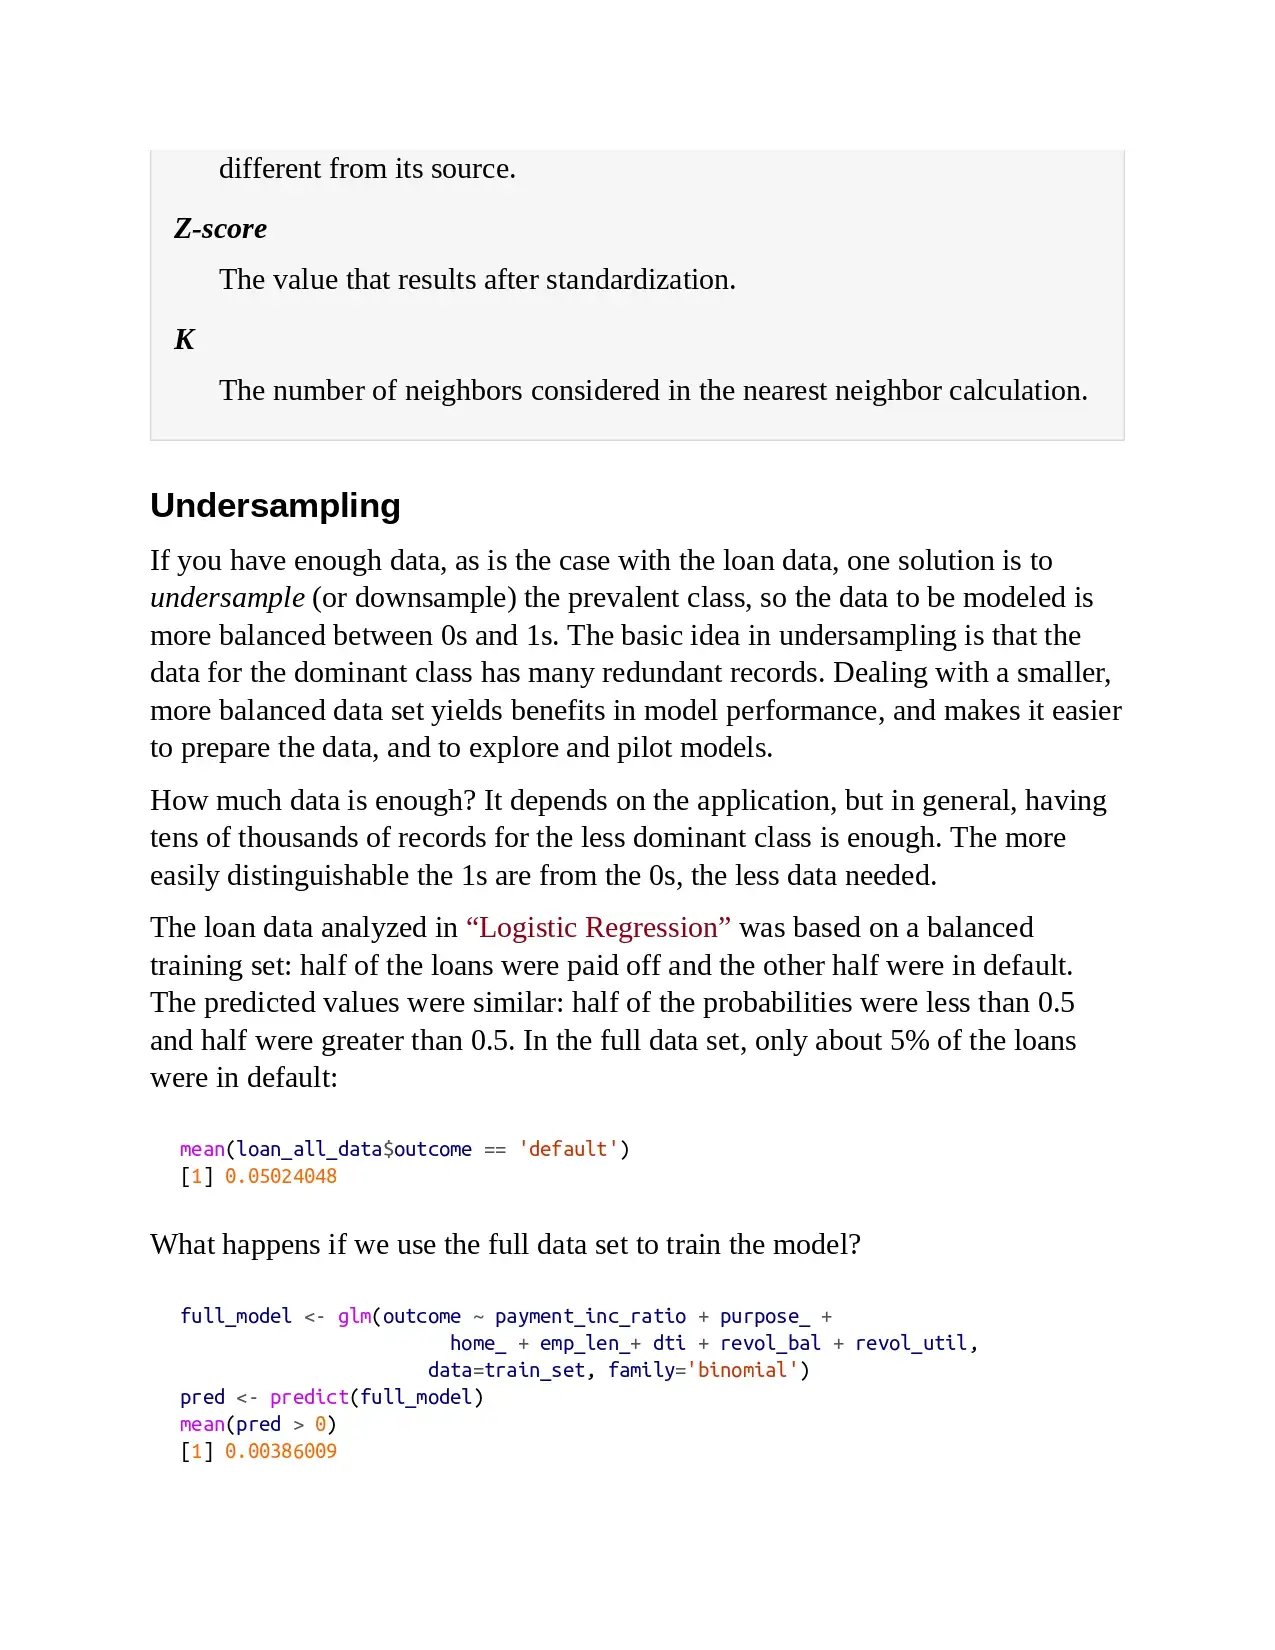 different from its source.
Z-score
The value that results after standardization.
K
The number of neighbors considered in the nearest neighbor calculation.
Undersampling
If you have enough data, as is the case with the loan data, one solution is to
undersample (or downsample) the prevalent class, so the data to be modeled is
more balanced between 0s and 1s. The basic idea in undersampling is that the
data for the dominant class has many redundant records. Dealing with a smaller,
more balanced data set yields benefits in model performance, and makes it easier
to prepare the data, and to explore and pilot models.
How much data is enough? It depends on the application, but in general, having
tens of thousands of records for the less dominant class is enough. The more
easily distinguishable the 1s are from the 0s, the less data needed.
The loan data analyzed in “Logistic Regression” was based on a balanced
training set: half of the loans were paid off and the other half were in default.
The predicted values were similar: half of the probabilities were less than 0.5
and half were greater than 0.5. In the full data set, only about 5% of the loans
were in default:
mean(loan_all_data$outcome == 'default')
[1] 0.05024048
What happens if we use the full data set to train the model?
full_model <- glm(outcome ~ payment_inc_ratio + purpose_ +
home_ + emp_len_+ dti + revol_bal + revol_util,
data=train_set, family='binomial')
pred <- predict(full_model)
mean(pred > 0)
[1] 0.00386009